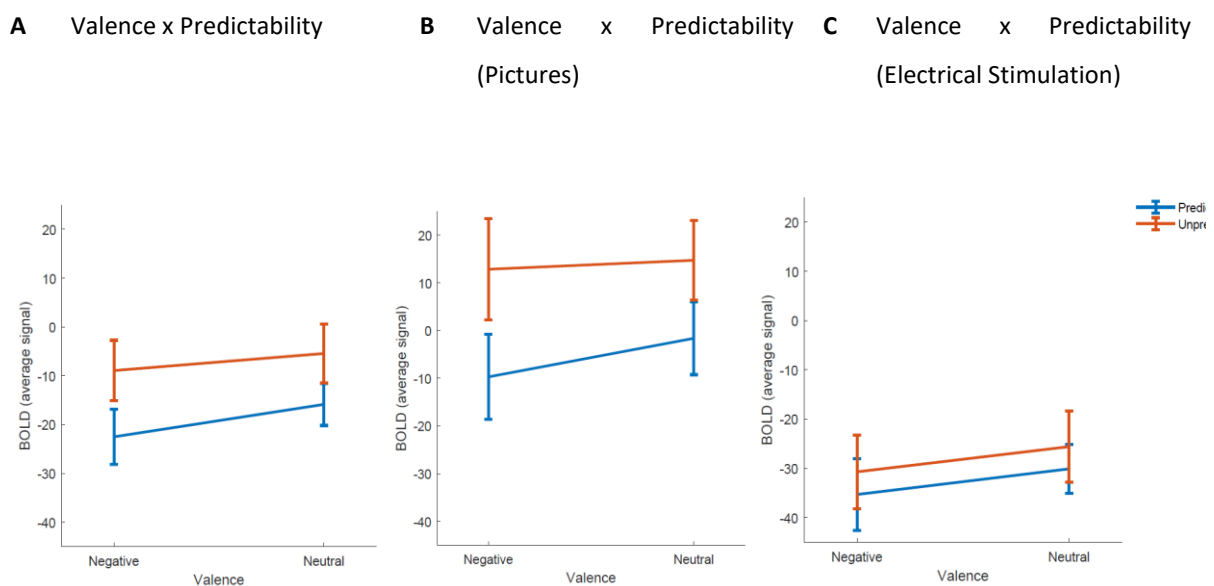 A Valence x Predictability
B Valence x Predictability
(Pictures)
C Valence x Predictability
(Electrical Stimulation)
20
10
0
-10
-20
-30
-40
BOLD (average signal)
Negative
Neutral
Valence
20
10
0
-10
-20
-30
-40
BOLD (average signal)
Negative
Neutral
Valence
20
10
0
-10
-20
-30
-40
BOLD (average signal)
Negative
Neutral
Valence
Predi
Unpre